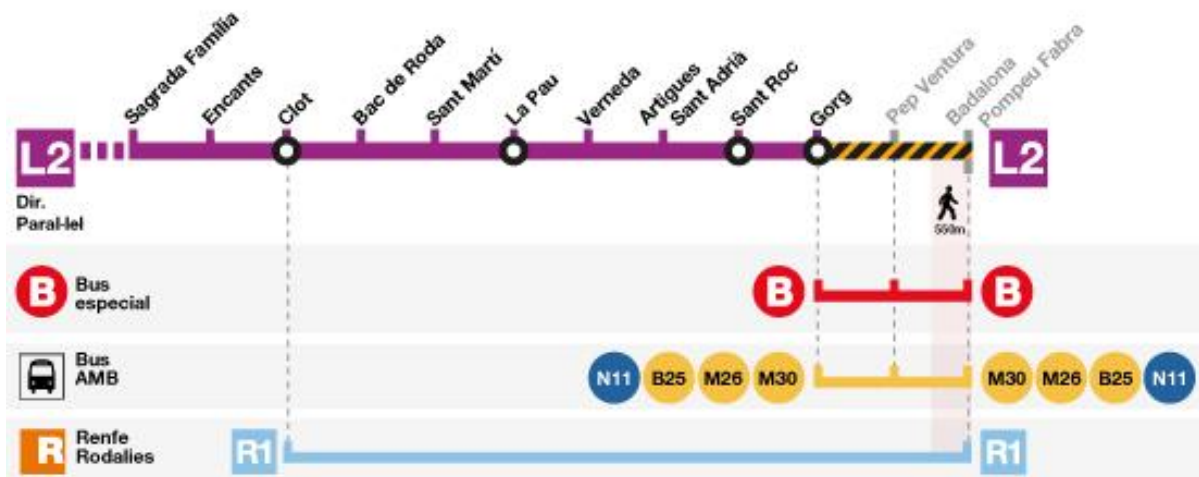 Sagrada Família
Encants
Clot
Bac de Roda
Sant Martí
La Pau
Verneda
Artigues
Sant Adrià
Sant Roc
Gorg
Pep Ventura
Badalona
Pompeu Fabra
L2
L2
Dir.
Paral·lel
550m
B
Bus
especial
B
B
Bus
AMB
N11 B25 M26 M30
M30 M26 B25 N11
R
Renfe
Rodalies
R1
R1